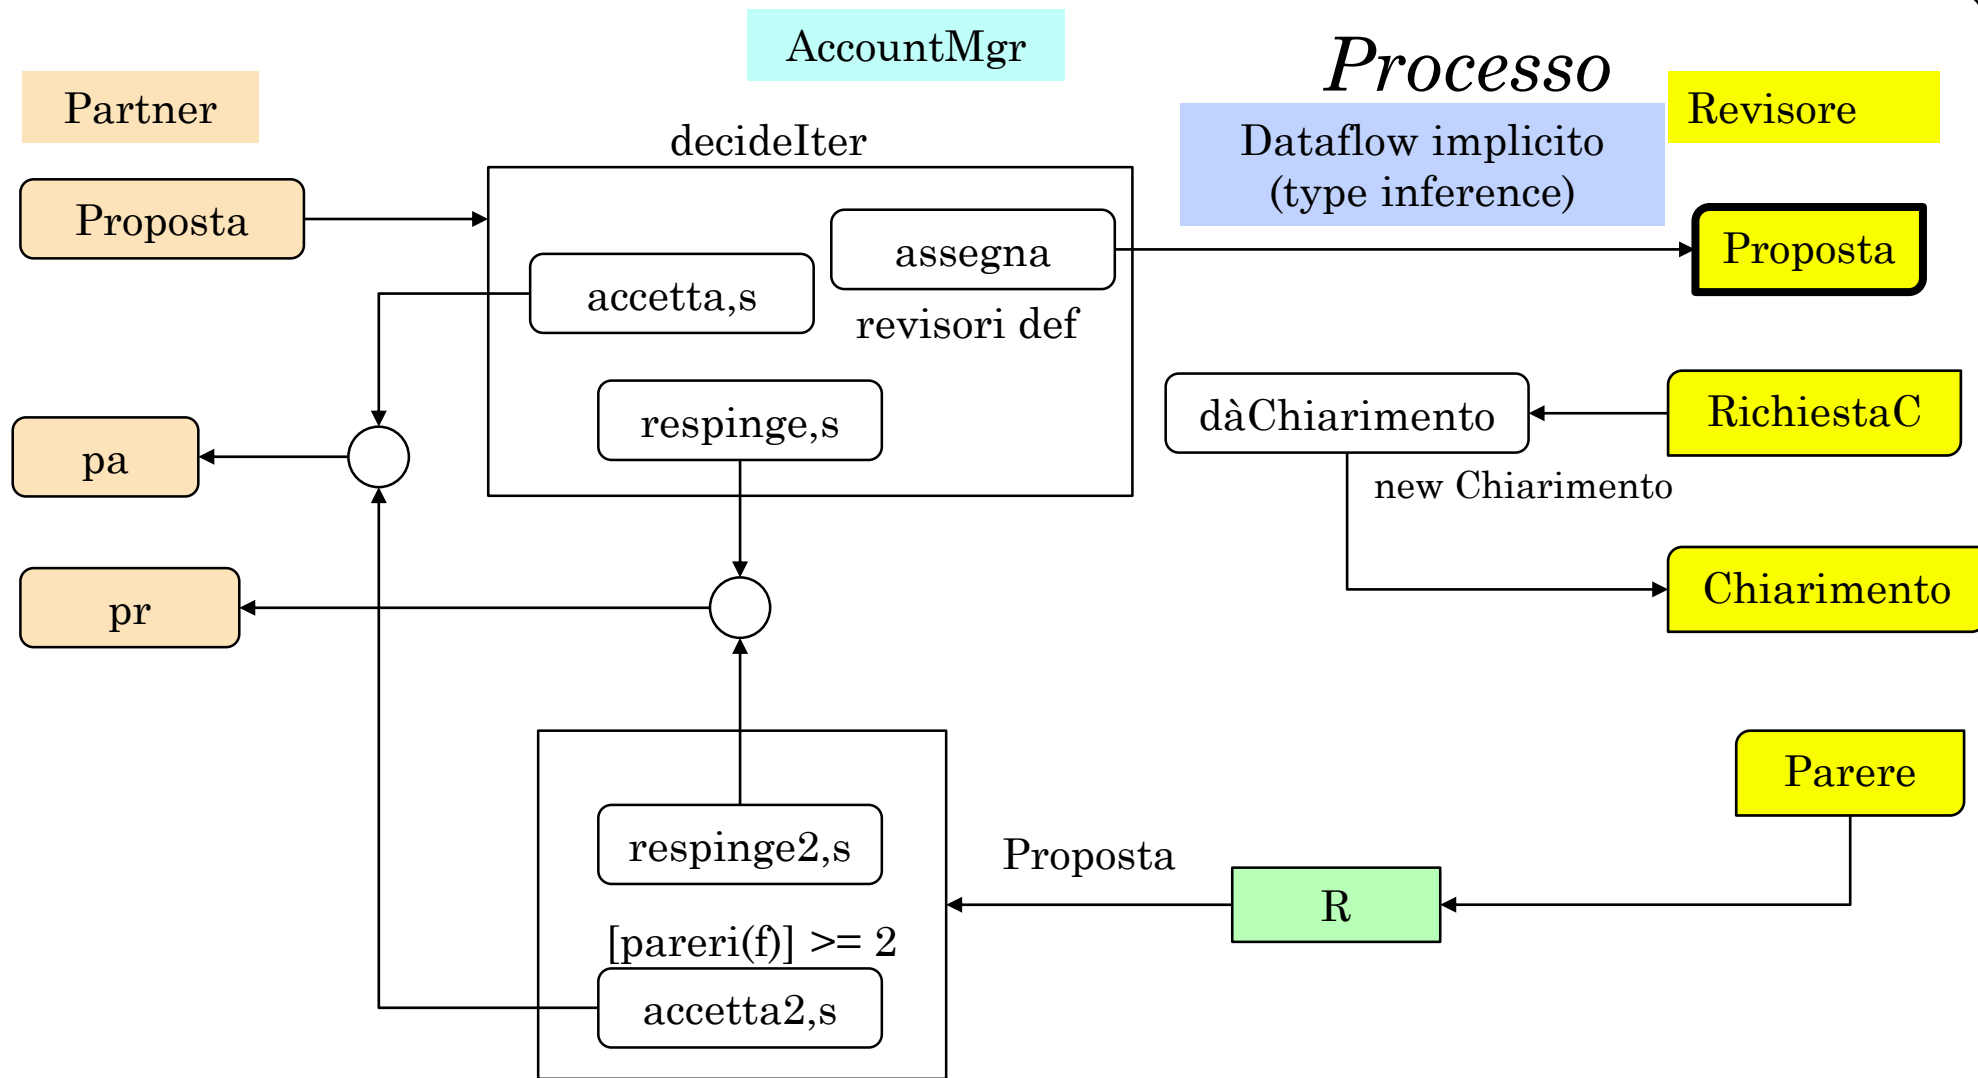 AccountMgr
Processo
Partner
Revisore
decideIter
Dataflow implicito
(type inference)
Proposta
assegna
Proposta
accetta,s
revisori def
respinge,s
dàChiarimento
RichiestaC
pa
new Chiarimento
pr
Chiarimento
Parere
respinge2,s
Proposta
R
[pareri(f)] >= 2
accetta2,s